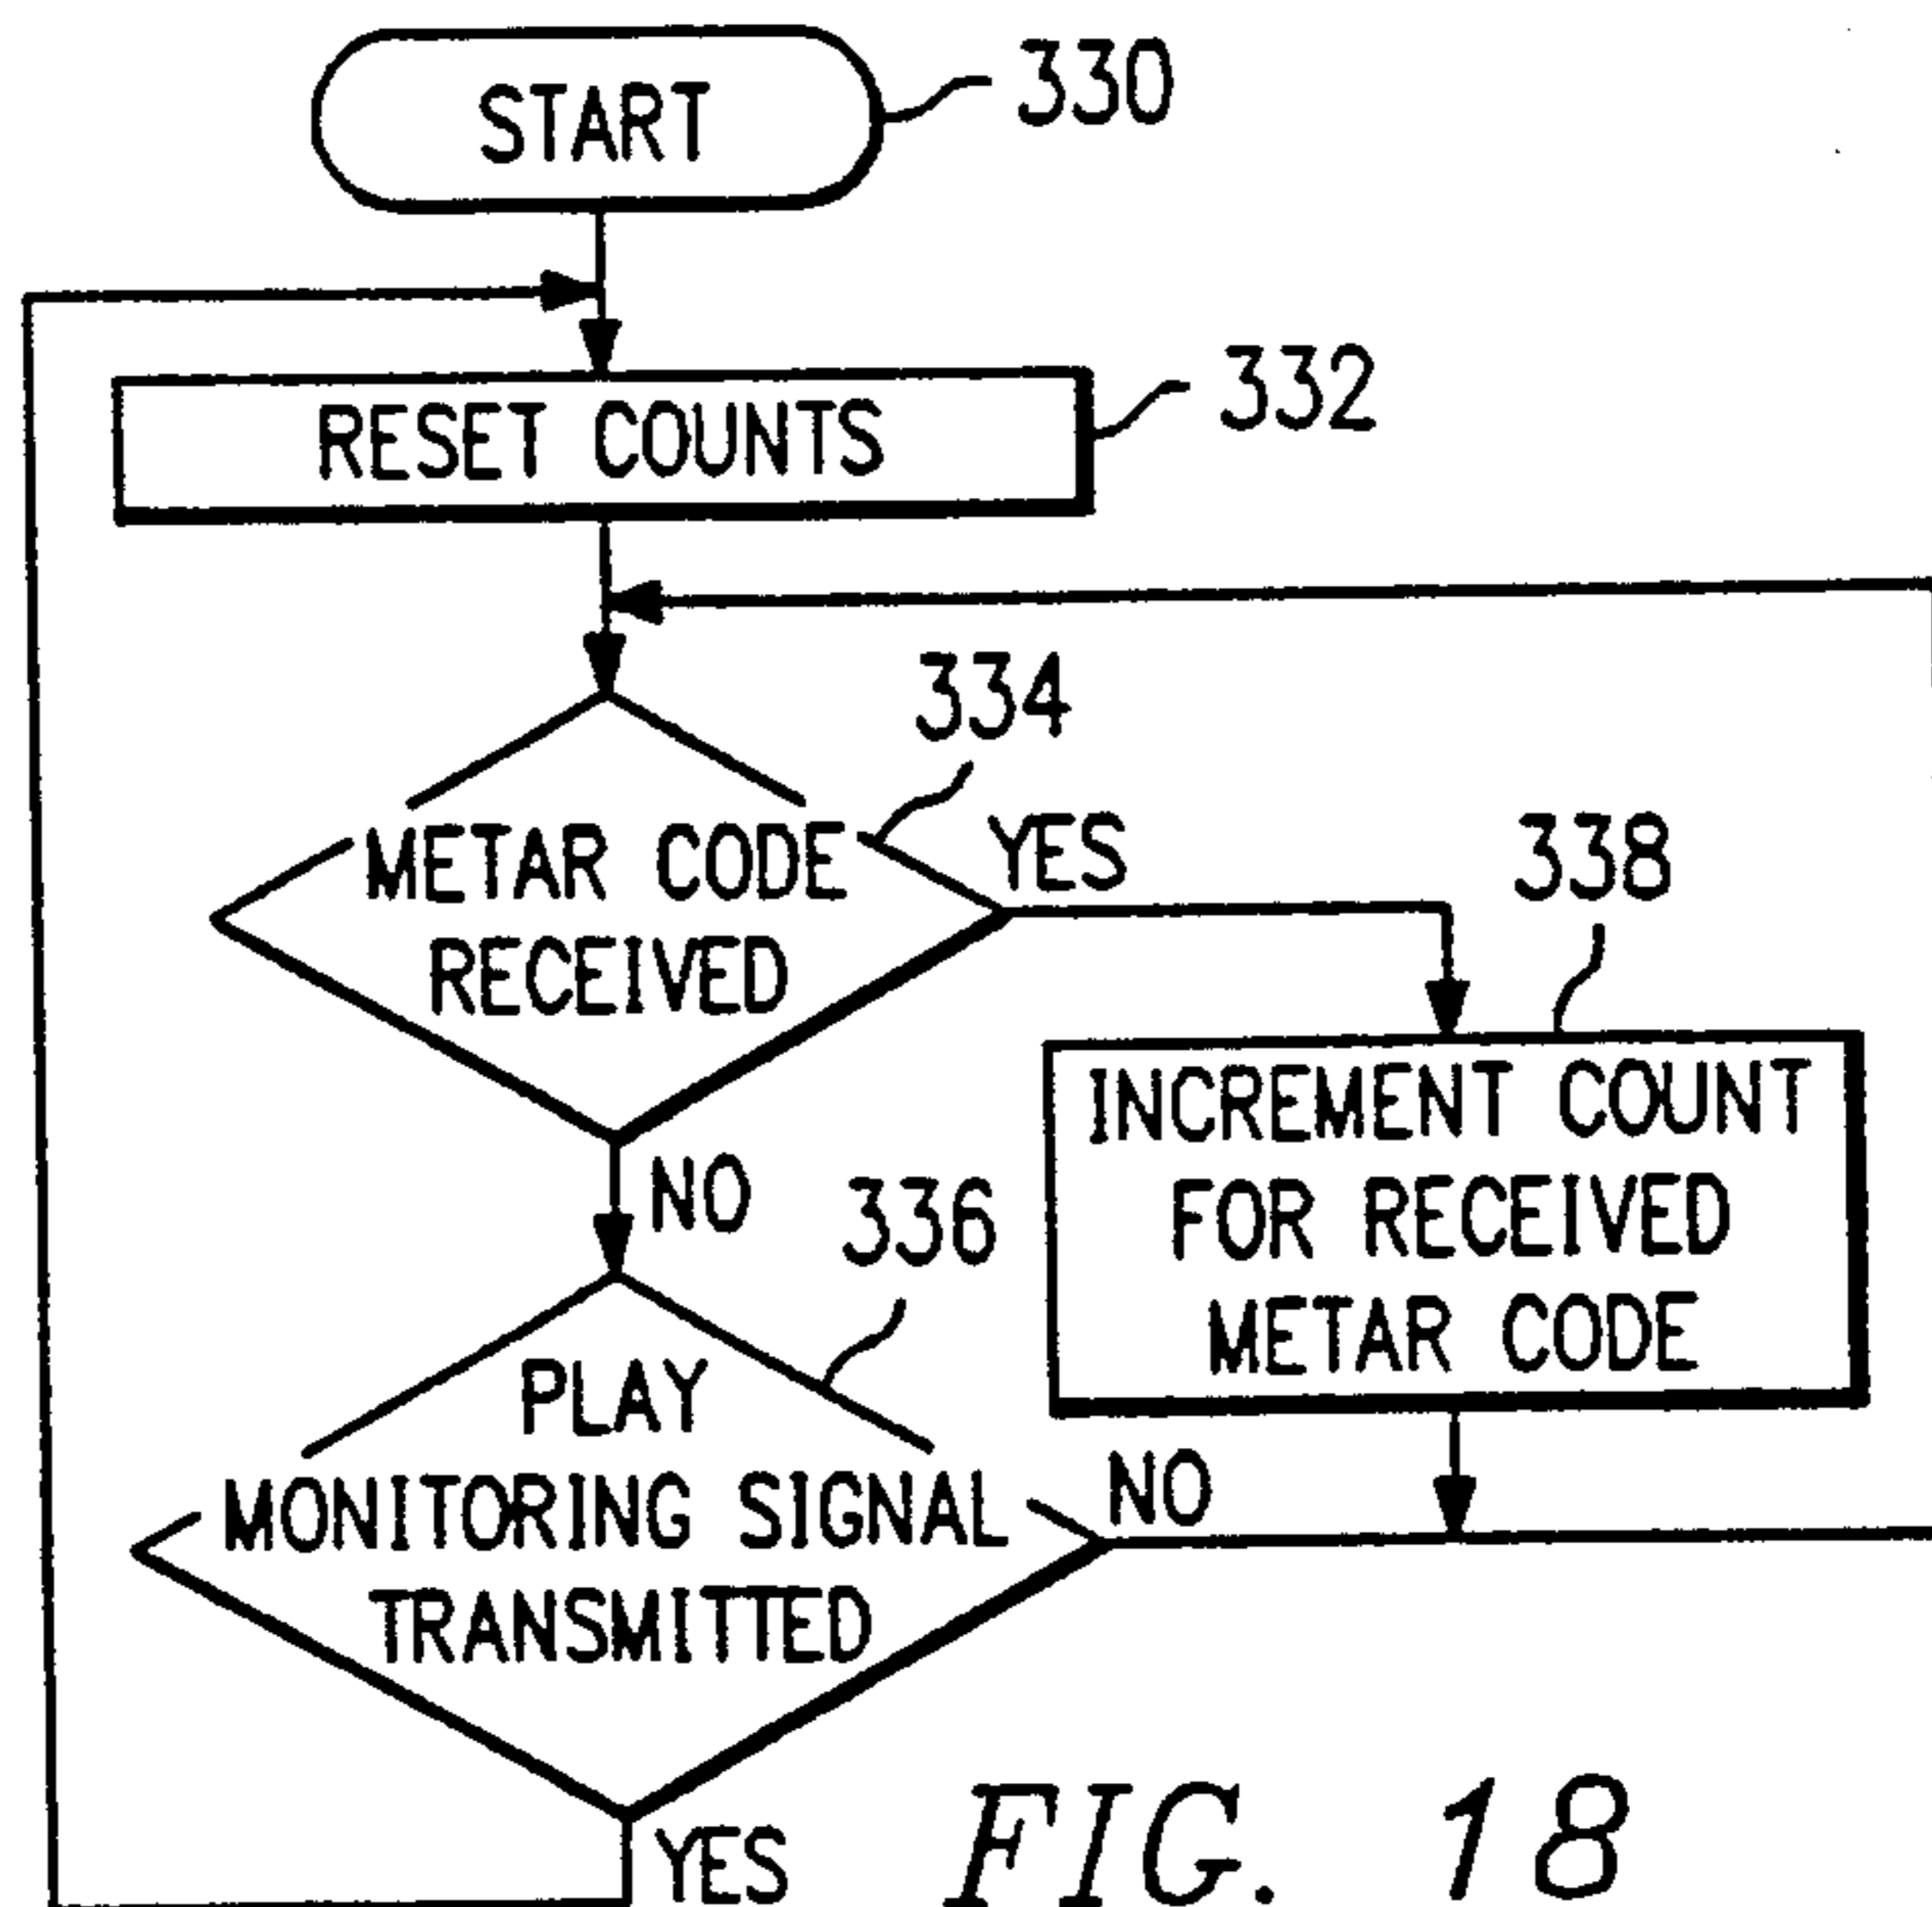 START
330
RESET COUNTS
332
334
METAR CODE
RECEIVED
YES
338
INCREMENT COUNT
FOR RECEIVED
METAR CODE
NO
336
PLAY
MONITORING SIGNAL
TRANSMITTED
NO
YES
FIG. 18